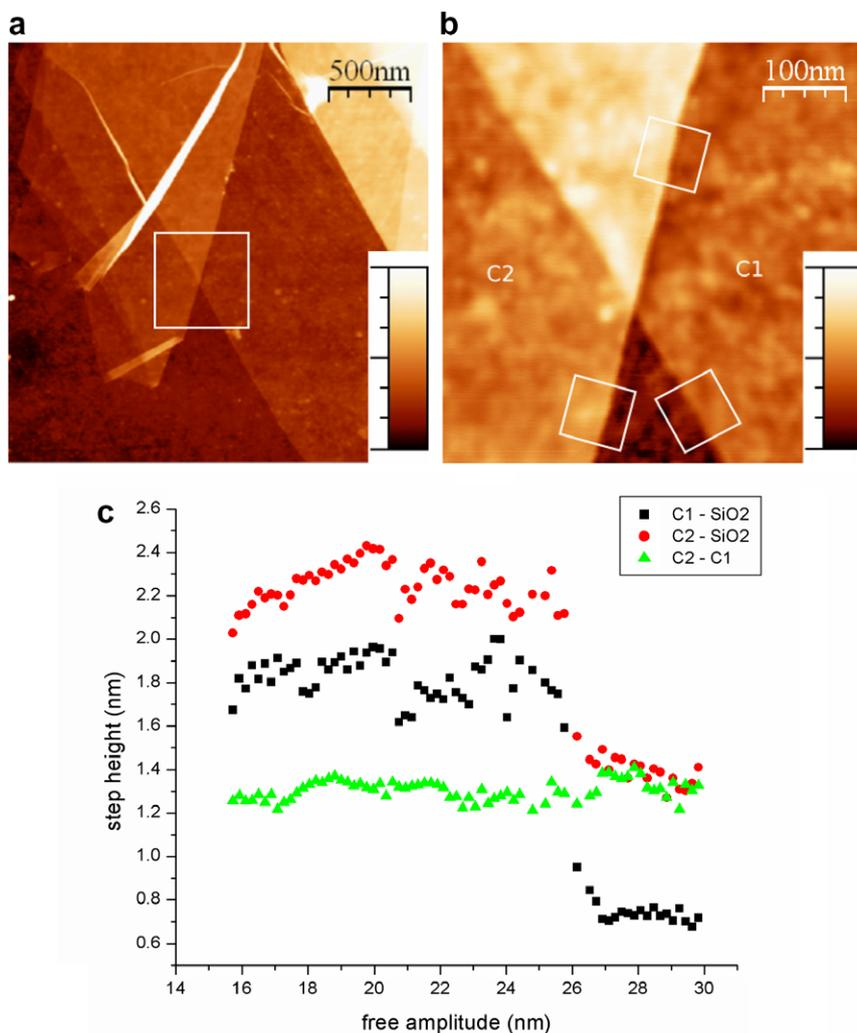 a
500nm
b
100nm
C2
C1
c
C1 - SiO2
C2 - SiO2
C2 - C1
2.6
2.4
2.2
2.0
1.8
1.6
1.4
1.2
1.0
0.8
0.6
step height (nm)
14 16 18 20 22 24 26 28 30
free amplitude (nm)